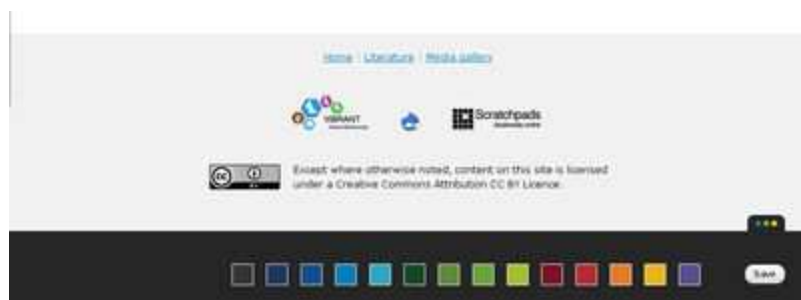 Home Literature Media gallery
VIBRANT
Scratchpads
Except where otherwise noted, content on this site is licensed
under a Creative Commons Attribution CC BY Licence.
Save